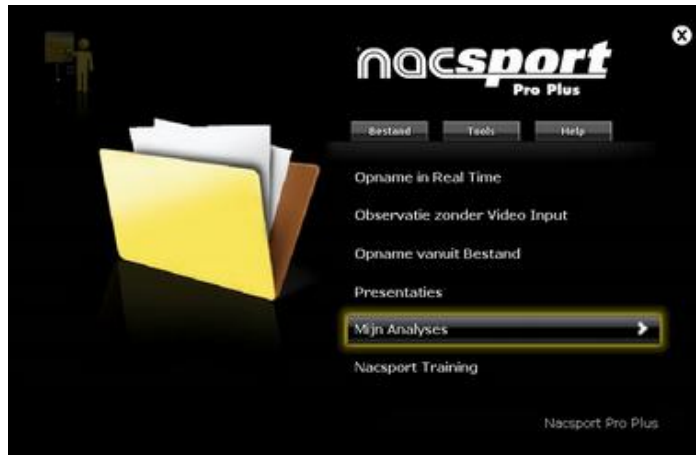 nacsport
Pro Plus
Bestand Tools Help
Opname in Real Time
Observatie zonder Video Input
Opname vanuit Bestand
Presentaties
Mijn Analyses
Nacsport Training
Nacsport Pro Plus